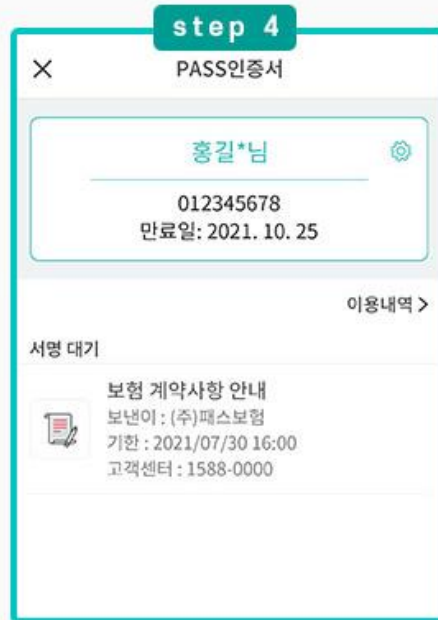 step 4
PASS인증서
홍길*님
012345678
만료일: 2021. 10. 25
이용내역 >
서명 대기
보험 계약사항 안내
보낸이 : (주)패스보험
기한 : 2021/07/30 16:00
고객센터 : 1588-0000